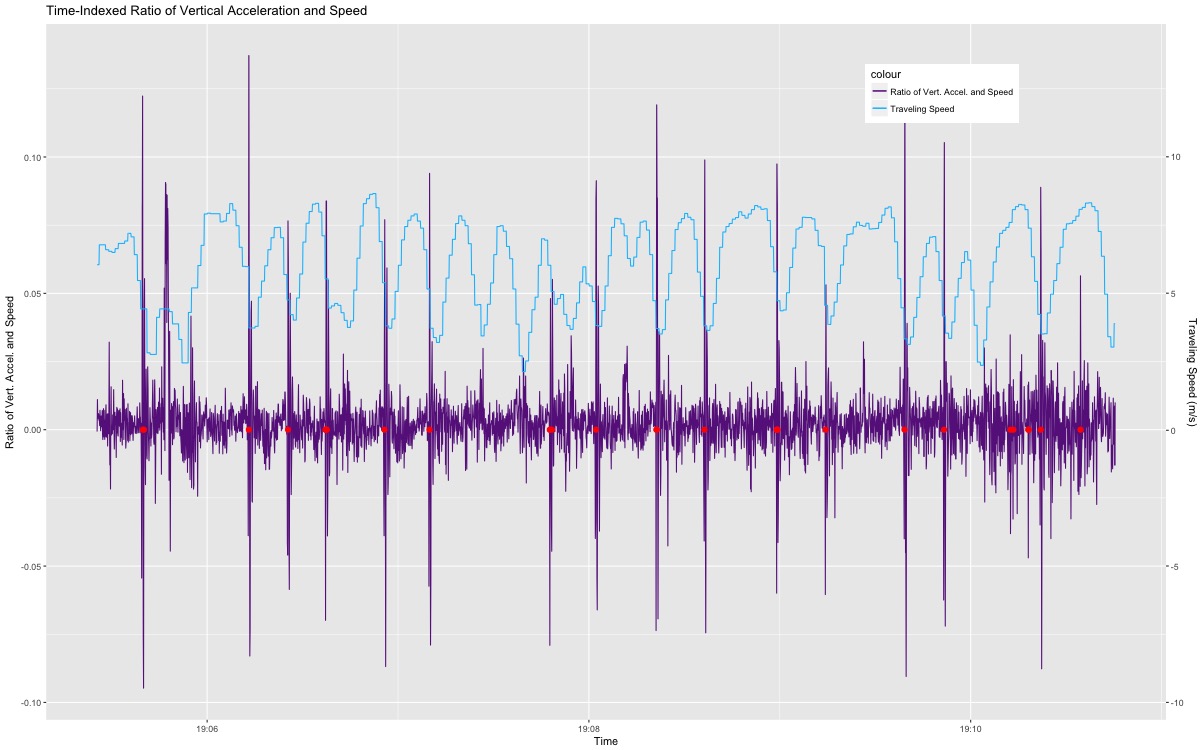 Time-Indexed Ratio of Vertical Acceleration and Speed
colour
Ratio of Vert. Accel. and Speed
Traveling Speed
0.10
0.05
0.00
-0.05
-0.10
Ratio of Vert. Accel. and Speed
10
5
0
-5
-10
Traveling Speed (m/s)
19:06
19:08
19:10
Time